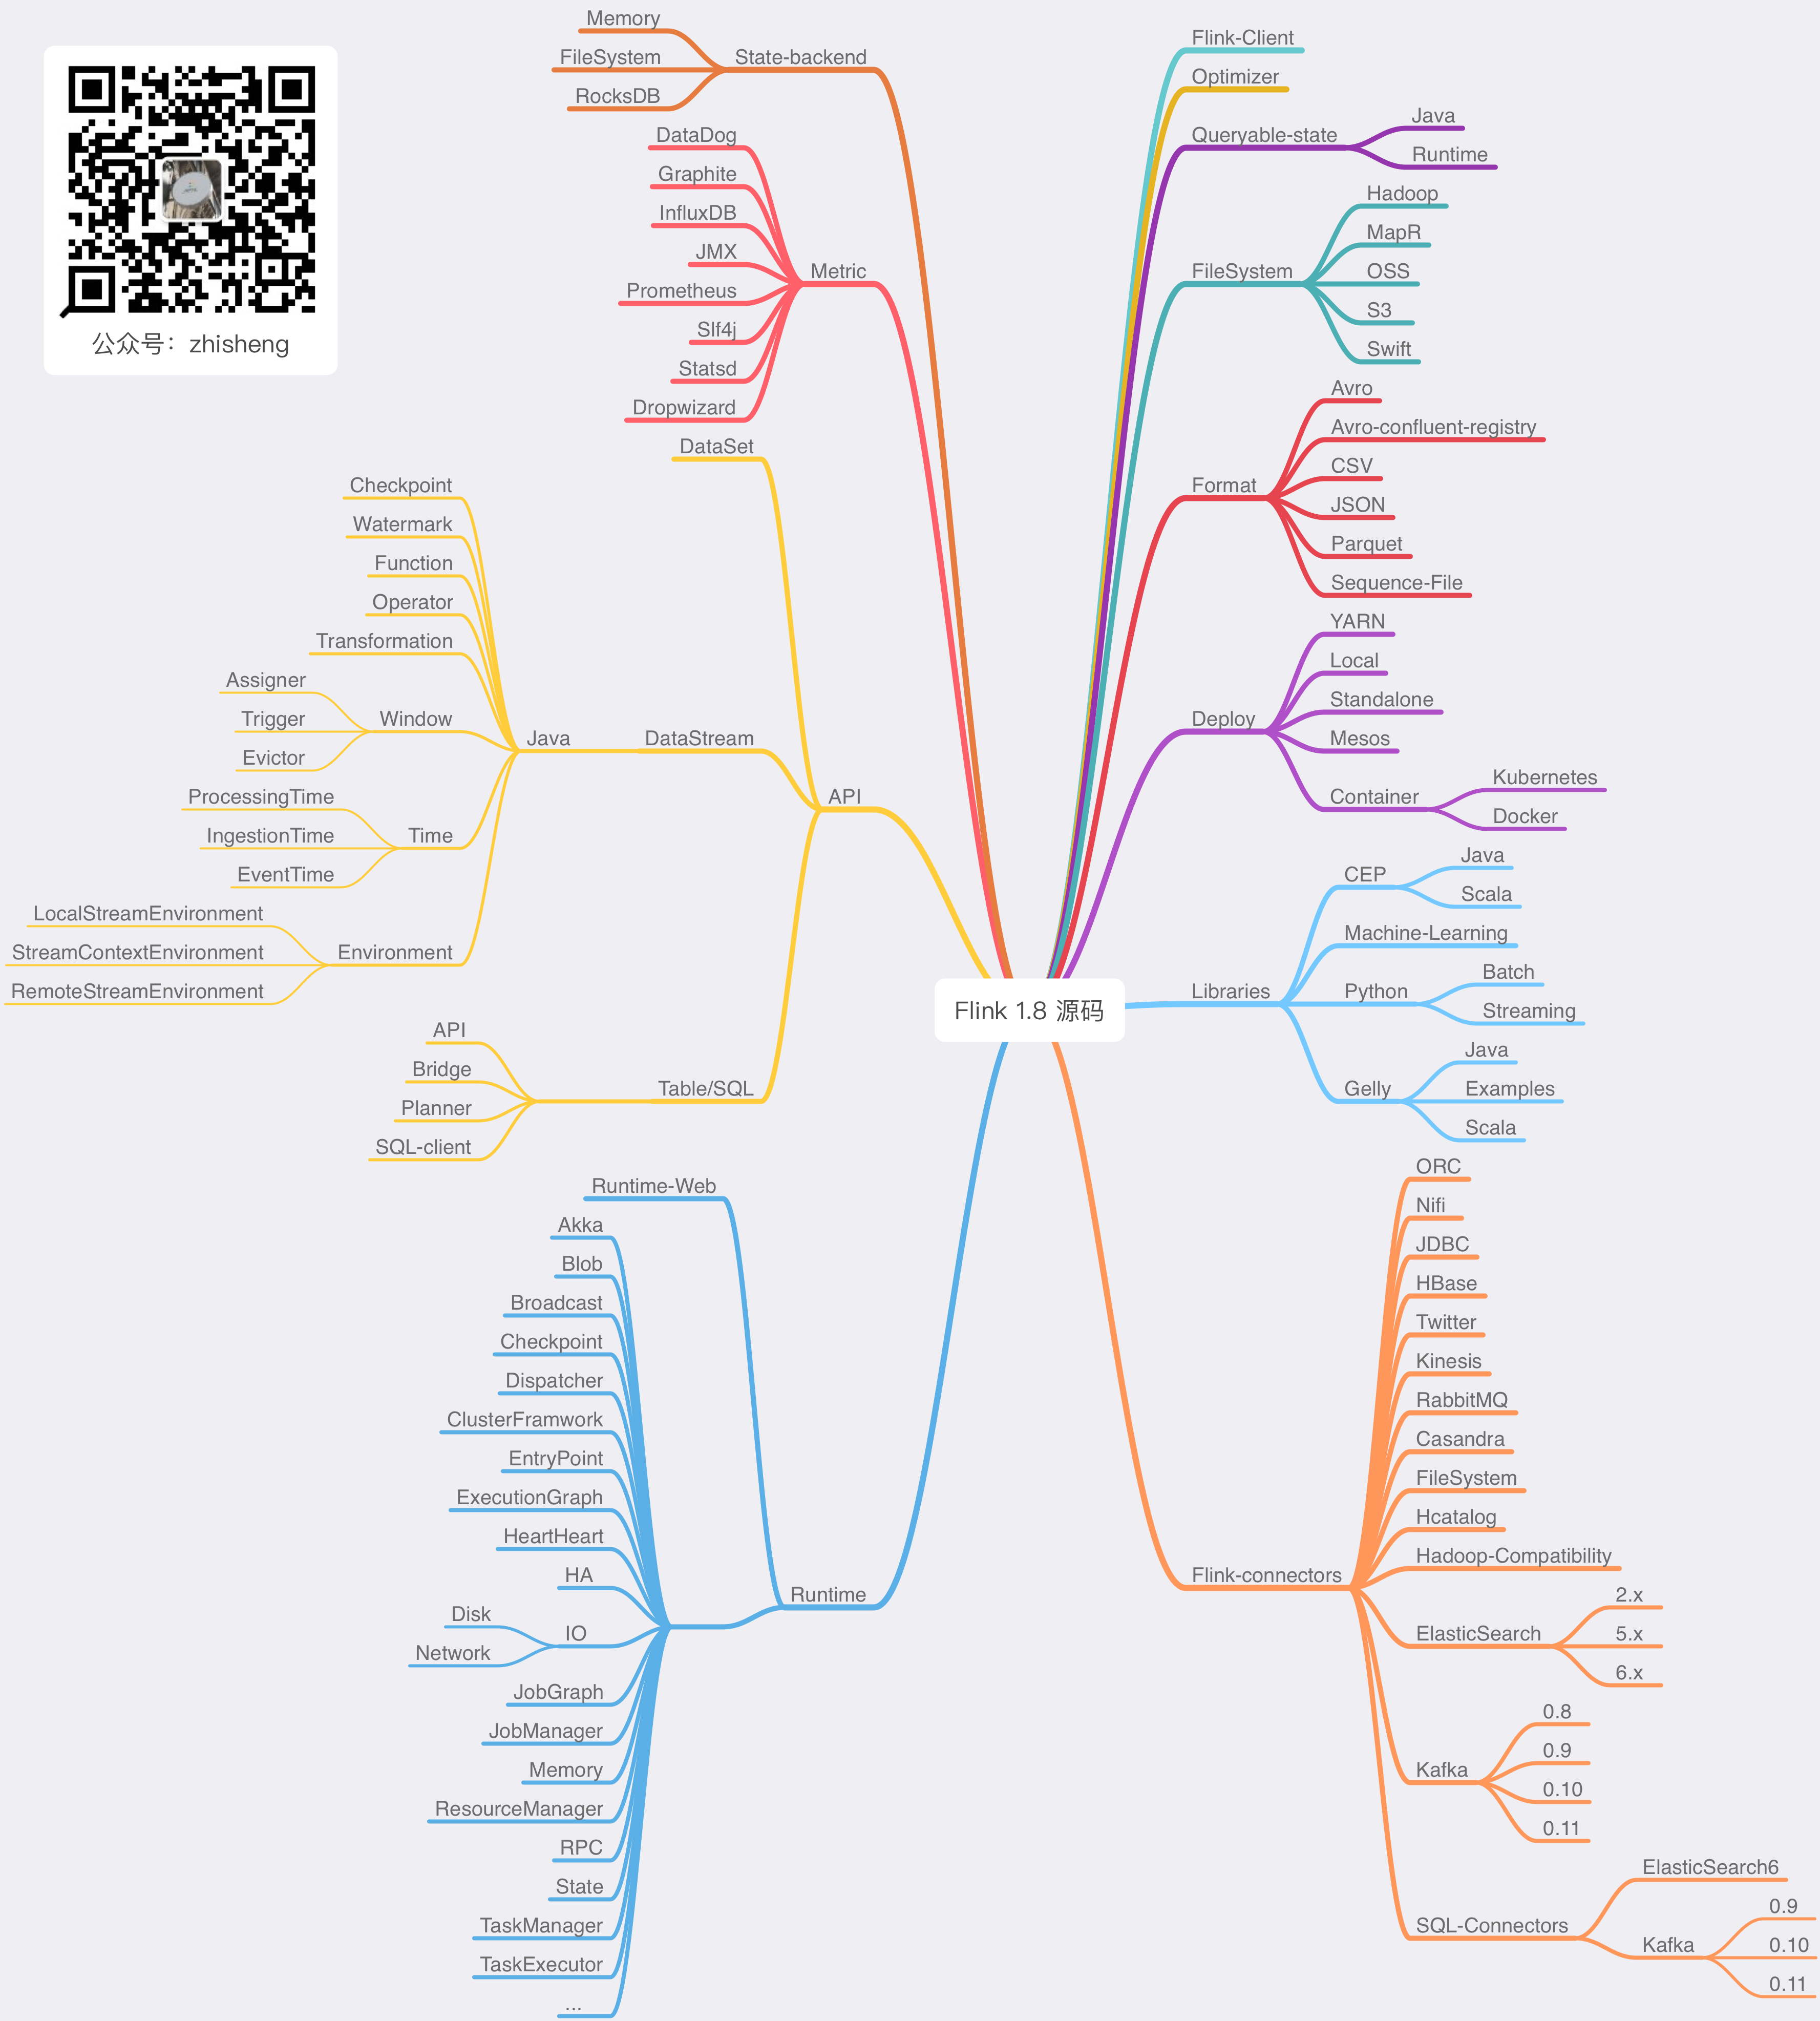 公众号：zhisheng
Memory
FileSystem
RocksDB
State-backend
DataDog
Graphite
InfluxDB
JMX
Prometheus
Slf4j
Statsd
Dropwizard
Metric
DataSet
Checkpoint
Watermark
Function
Operator
Transformation
Assigner
Trigger
Evictor
Window
ProcessingTime
IngestionTime
EventTime
Time
LocalStreamEnvironment
StreamContextEnvironment
RemoteStreamEnvironment
Environment
Java
DataStream
API
Bridge
Planner
SQL-client
Table/SQL
API
Runtime-Web
Akka
Blob
Broadcast
Checkpoint
Dispatcher
ClusterFramwork
EntryPoint
ExecutionGraph
HeartHeart
HA
Disk
Network
IO
JobGraph
JobManager
Memory
ResourceManager
RPC
State
TaskManager
TaskExecutor
...
Runtime
Flink 1.8 源码
Flink-Client
Optimizer
Queryable-state
Java
Runtime
FileSystem
Hadoop
MapR
OSS
S3
Swift
Format
Avro
Avro-confluent-registry
CSV
JSON
Parquet
Sequence-File
Deploy
YARN
Local
Standalone
Mesos
Container
Kubernetes
Docker
Libraries
CEP
Java
Scala
Machine-Learning
Python
Batch
Streaming
Gelly
Java
Examples
Scala
Flink-connectors
ORC
Nifi
JDBC
HBase
Twitter
Kinesis
RabbitMQ
Casandra
FileSystem
Hcatalog
Hadoop-Compatibility
ElasticSearch
2.x
5.x
6.x
Kafka
0.8
0.9
0.10
0.11
SQL-Connectors
ElasticSearch6
Kafka
0.9
0.10
0.11